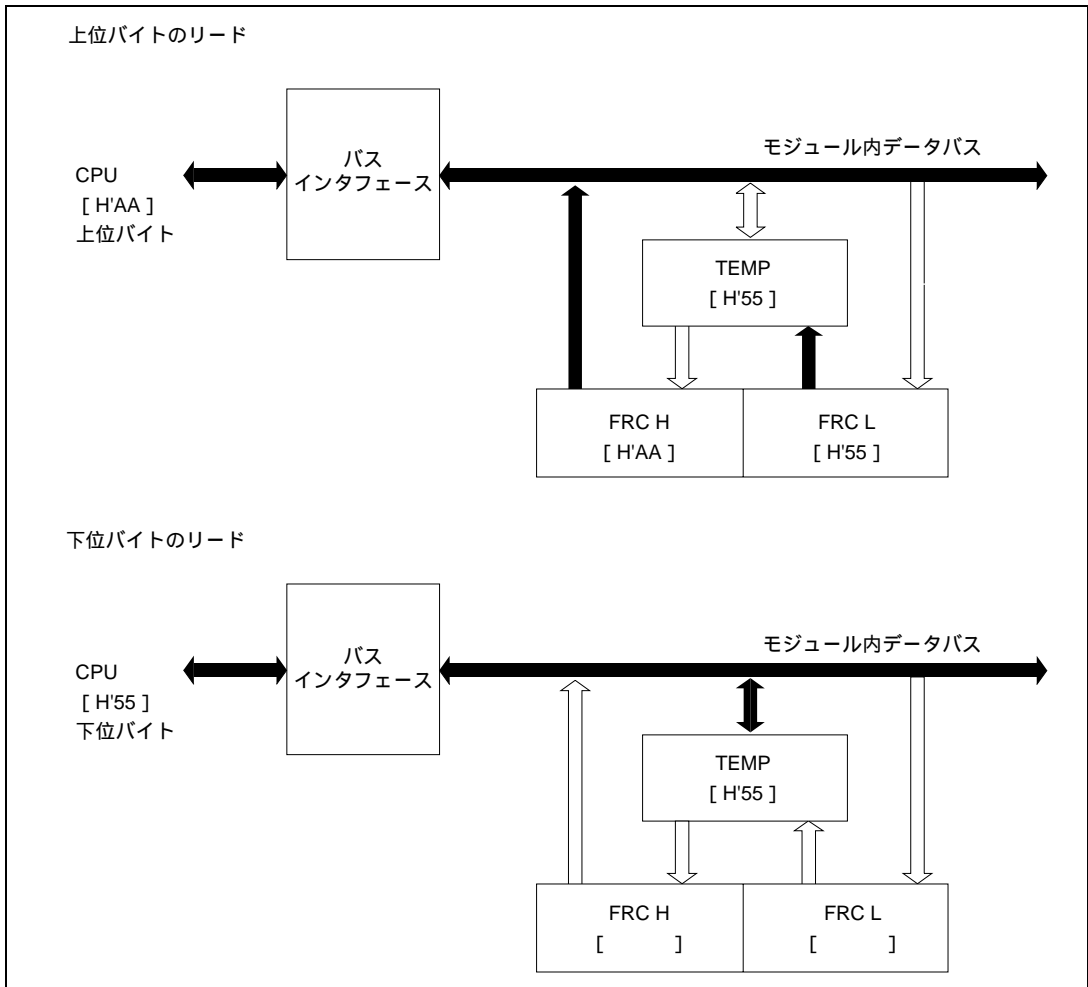 上位バイトのリード
バス
インタフェース
モジュール内データバス
CPU
[ H'AA ]
上位バイト
TEMP
[ H'55 ]
FRC H
[ H'AA ]
FRC L
[ H'55 ]
下位バイトのリード
バス
インタフェース
モジュール内データバス
CPU
[ H'55 ]
下位バイト
TEMP
[ H'55 ]
FRC H
[ ]
FRC L
[ ]